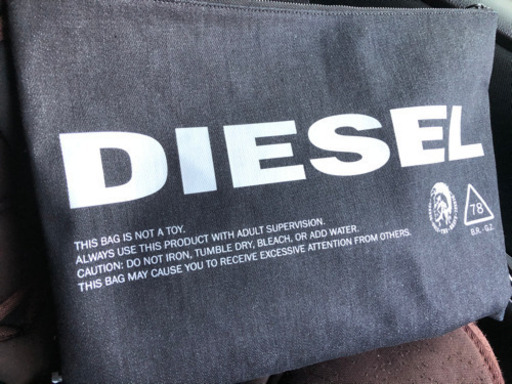 DIESEL
THIS BAG IS NOT A TOY.
ALWAYS USE THIS PRODUCT WITH ADULT SUPERVISION.
CAUTION: DO NOT IRON, TUMBLE DRY, BLEACH, OR ADD WATER.
THIS BAG MAY CAUSE YOU TO RECEIVE EXCESSIVE ATTENTION FROM OTHERS.
78
B.R. - G.Z.